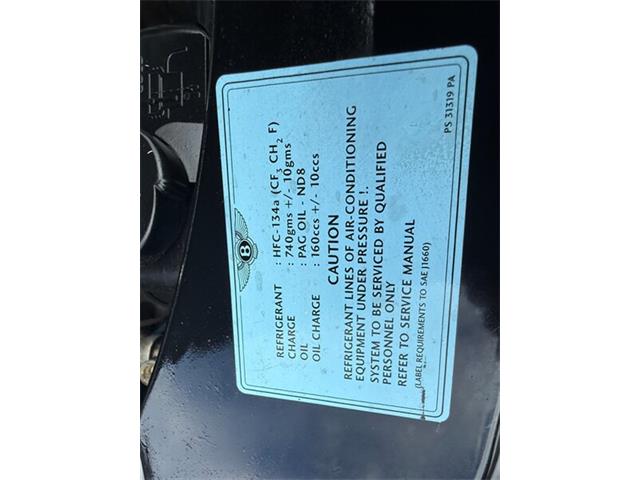 B
REFRIGERANT : HFC-134a (CF3 CH2 F)
CHARGE : 740gms +/- 10gms
OIL : PAG OIL - ND8
OIL CHARGE : 160ccs +/- 10ccs
CAUTION
REFRIGERANT LINES OF AIR-CONDITIONING
EQUIPMENT UNDER PRESSURE !.
SYSTEM TO BE SERVICED BY QUALIFIED
PERSONNEL ONLY
REFER TO SERVICE MANUAL
(LABEL REQUIREMENTS TO SAE J1660)
PS 31319 PA